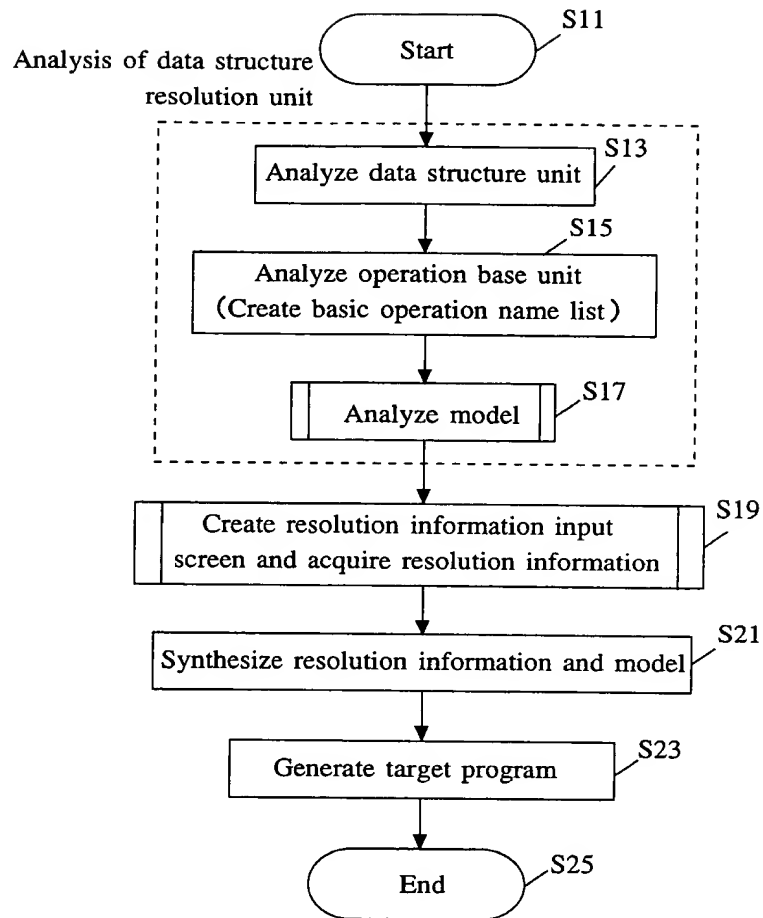 S11
Start
Analysis of data structure
resolution unit
S13
Analyze data structure unit
S15
Analyze operation base unit
(Create basic operation name list)
S17
Analyze model
S19
Create resolution information input
screen and acquire resolution information
S21
Synthesize resolution information and model
S23
Generate target program
S25
End